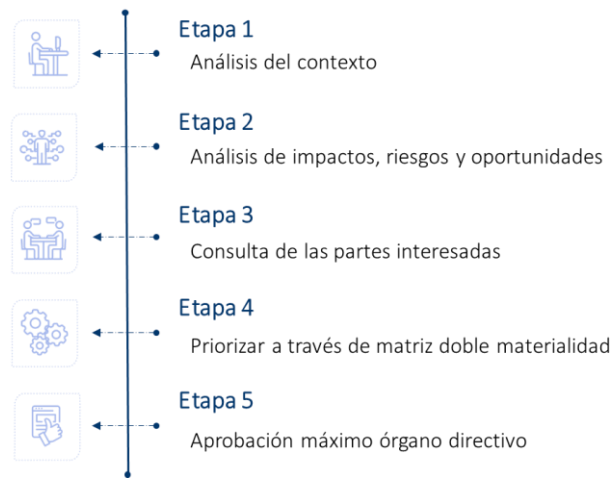 Etapa 1
Análisis del contexto
Etapa 2
Análisis de impactos, riesgos y oportunidades
Etapa 3
Consulta de las partes interesadas
Etapa 4
Priorizar a través de matriz doble materialidad
Etapa 5
Aprobación máximo órgano directivo